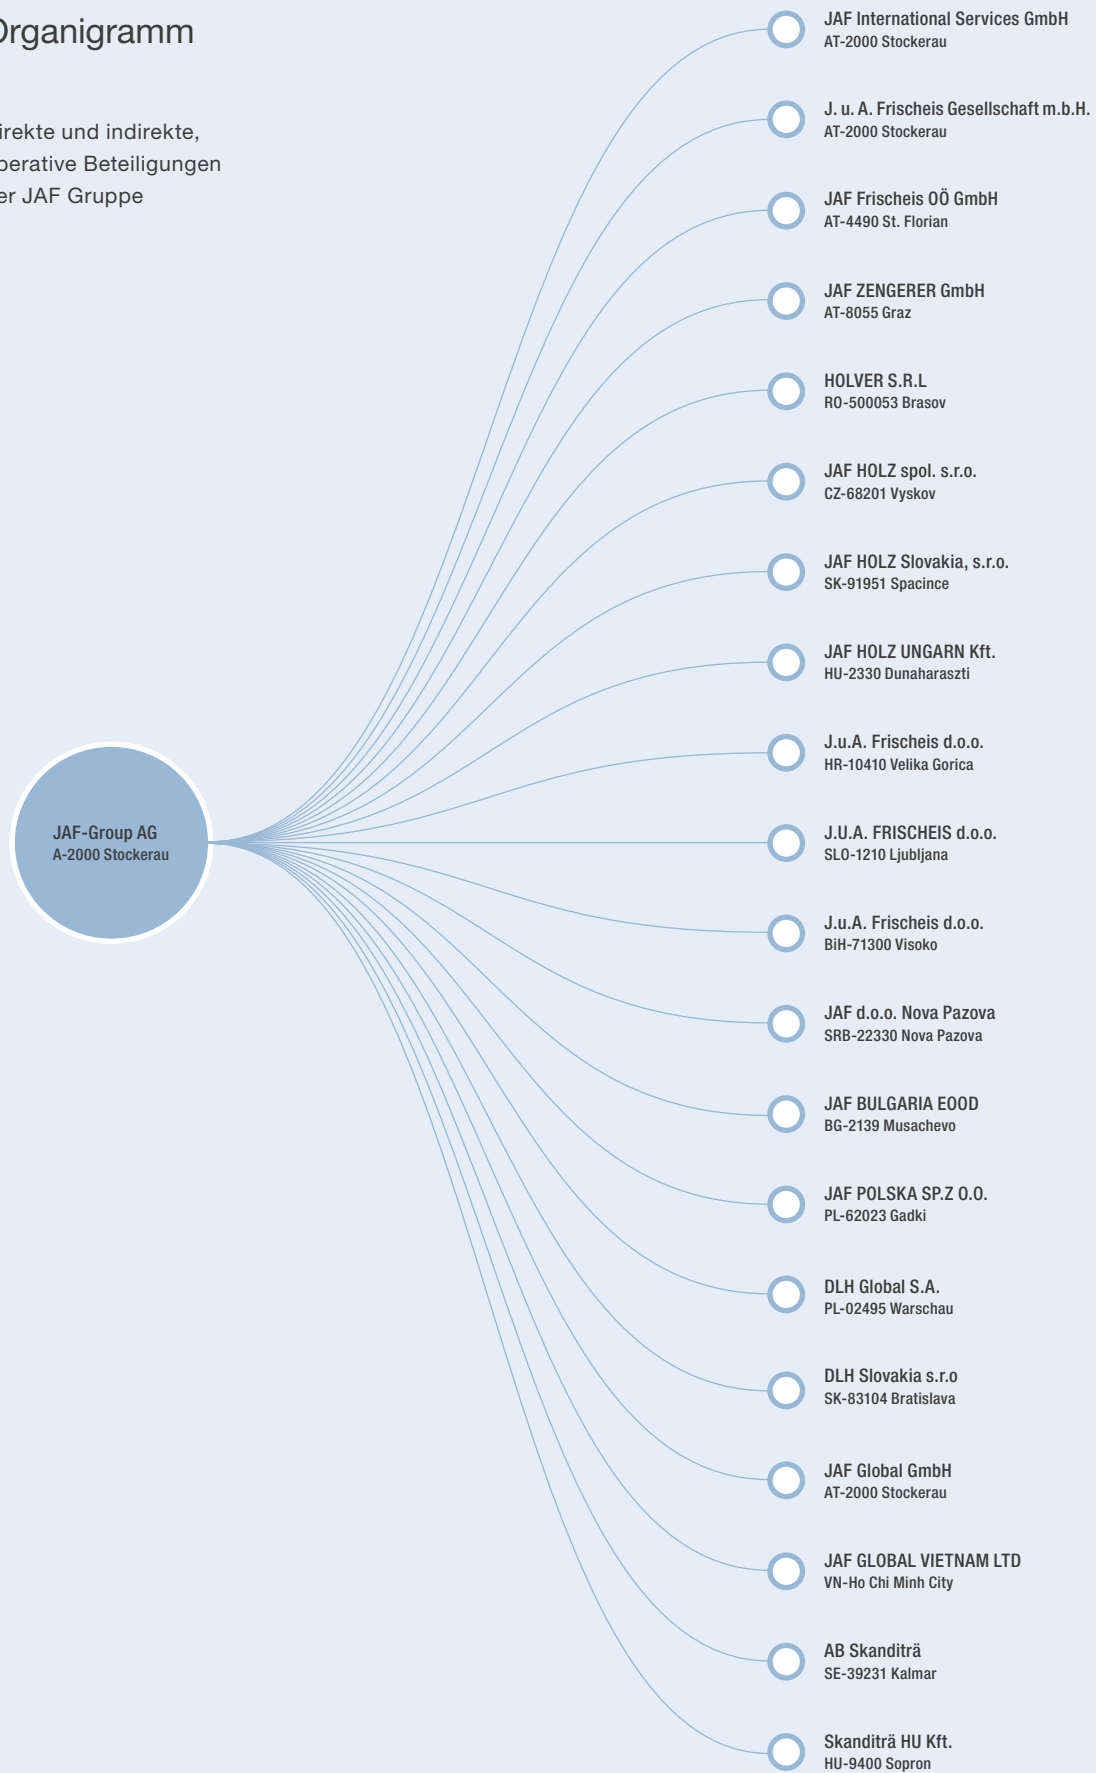 Organigramm
irekte und indirekte,
perative Beteiligungen
er JAF Gruppe
JAF-Group AG
A-2000 Stockerau
JAF International Services GmbH
AT-2000 Stockerau
J. u. A. Frischeis Gesellschaft m.b.H.
AT-2000 Stockerau
JAF Frischeis OÖ GmbH
AT-4490 St. Florian
JAF ZENGERER GmbH
AT-8055 Graz
HOLVER S.R.L
RO-500053 Brasov
JAF HOLZ spol. s.r.o.
CZ-68201 Vyskov
JAF HOLZ Slovakia, s.r.o.
SK-91951 Spacince
JAF HOLZ UNGARN Kft.
HU-2330 Dunaharaszti
J.u.A. Frischeis d.o.o.
HR-10410 Velika Gorica
J.U.A. FRISCHEIS d.o.o.
SLO-1210 Ljubljana
J.u.A. Frischeis d.o.o.
BiH-71300 Visoko
JAF d.o.o. Nova Pazova
SRB-22330 Nova Pazova
JAF BULGARIA EOOD
BG-2139 Musachevo
JAF POLSKA SP.Z O.O.
PL-62023 Gadki
DLH Global S.A.
PL-02495 Warschau
DLH Slovakia s.r.o
SK-83104 Bratislava
JAF Global GmbH
AT-2000 Stockerau
JAF GLOBAL VIETNAM LTD
VN-Ho Chi Minh City
AB Skanditrä
SE-39231 Kalmar
Skanditrä HU Kft.
HU-9400 Sopron